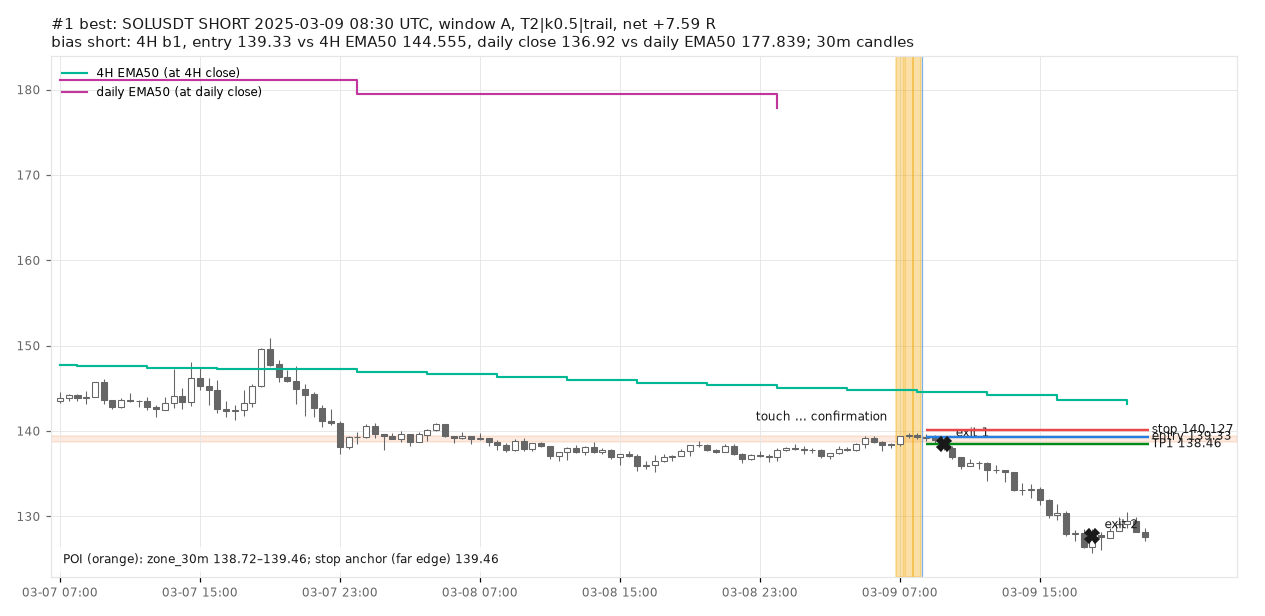 #1 best: SOLUSDT SHORT 2025-03-09 08:30 UTC, window A, T2|k0.5|trail, net +7.59 R
bias short: 4H b1, entry 139.33 vs 4H EMA50 144.555, daily close 136.92 vs daily EMA50 177.839; 30m candles
4H EMA50 (at 4H close)
daily EMA50 (at daily close)
180
170
160
150
140
130
touch ... confirmation
exit 1
stop 140.127
entry 139.33
TP1 138.46
exit 2
POI (orange): zone_30m 138.72–139.46; stop anchor (far edge) 139.46
03-07 07:00
03-07 15:00
03-07 23:00
03-08 07:00
03-08 15:00
03-08 23:00
03-09 07:00
03-09 15:00